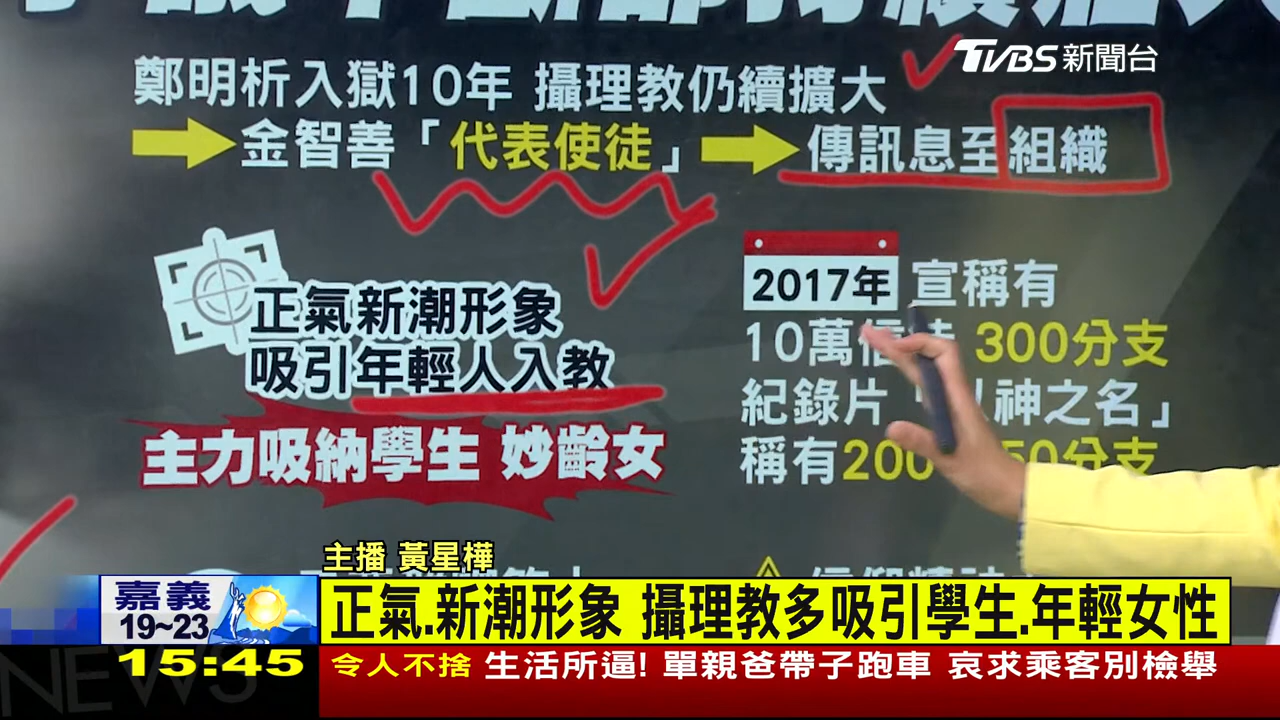 TVBS新聞台
鄭明析入獄10年 攝理教仍續擴大
金智善「代表使徒」
傳訊息至組織
正氣新潮形象
吸引年輕人入教
主力吸納學生 妙齡女
2017年 宣稱有
10萬信 300分支
紀錄片「 神之名」
稱有200 50分支
主播 黃星樺
嘉義
19~23
正氣.新潮形象 攝理教多吸引學生.年輕女性
NEWS
15:45
令人不捨 生活所逼! 單親爸帶子跑車 哀求乘客別檢舉